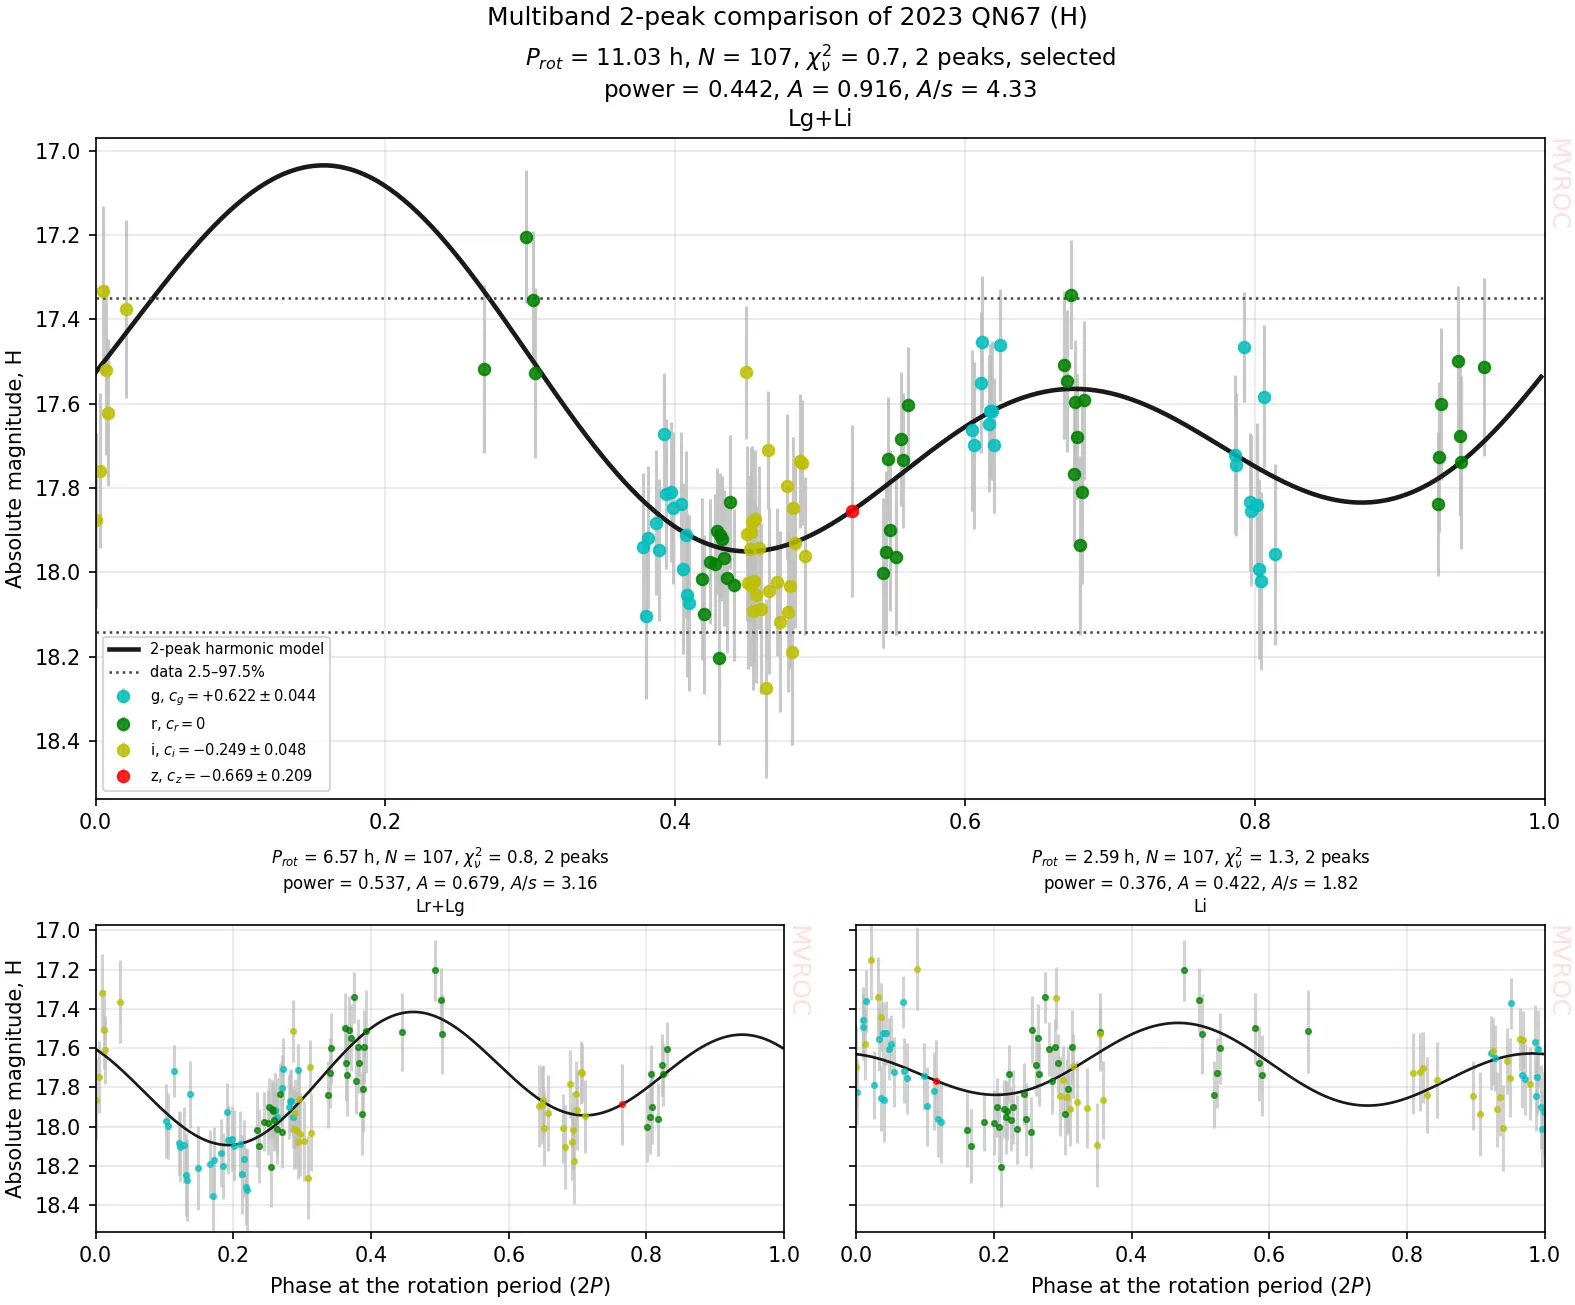 Multiband 2-peak comparison of 2023 QN67 (H)
P_rot = 11.03 h, N = 107, χ²_ν = 0.7, 2 peaks, selected
power = 0.442, A = 0.916, A/s = 4.33
Lg+Li
MVROC
Absolute magnitude, H
17.0
17.2
17.4
17.6
17.8
18.0
18.2
18.4
2-peak harmonic model
data 2.5–97.5%
g, c_g = +0.622 ± 0.044
r, c_r = 0
i, c_i = −0.249 ± 0.048
z, c_z = −0.669 ± 0.209
0.0 0.2 0.4 0.6 0.8 1.0
P_rot = 6.57 h, N = 107, χ²_ν = 0.8, 2 peaks
power = 0.537, A = 0.679, A/s = 3.16
Lr+Lg
MVROC
Absolute magnitude, H
17.0
17.2
17.4
17.6
17.8
18.0
18.2
18.4
0.0 0.2 0.4 0.6 0.8 1.0
Phase at the rotation period (2P)
P_rot = 2.59 h, N = 107, χ²_ν = 1.3, 2 peaks
power = 0.376, A = 0.422, A/s = 1.82
Li
MVROC
0.0 0.2 0.4 0.6 0.8 1.0
Phase at the rotation period (2P)